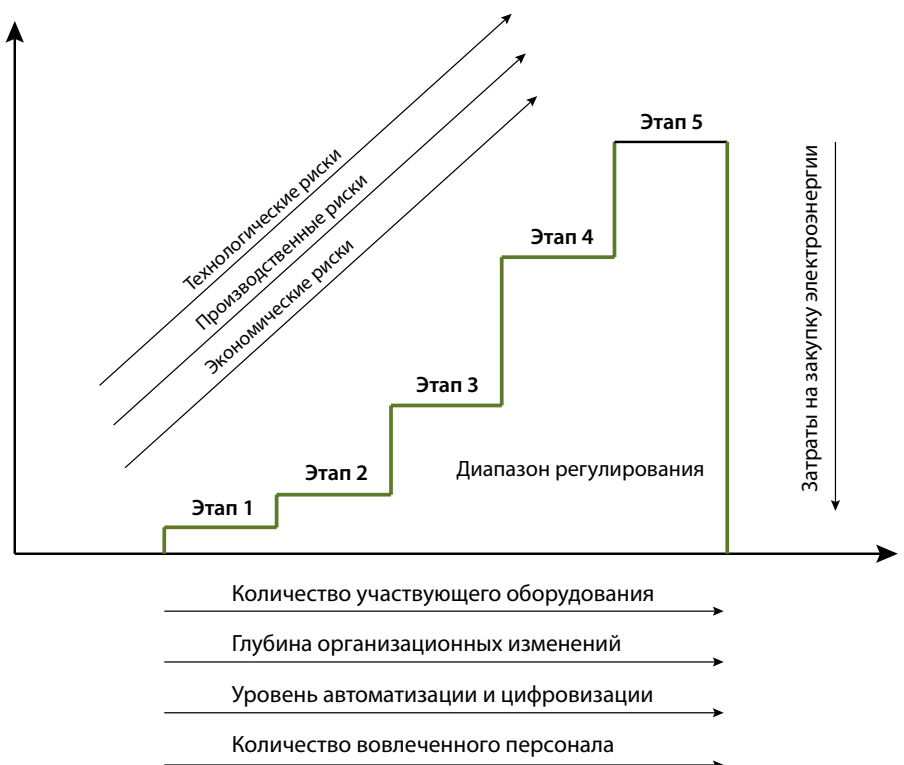 Этап 5
Технологические риски
Производственные риски
Экономические риски
Затраты на закупку электроэнергии
Этап 4
Этап 3
Диапазон регулирования
Этап 2
Этап 1
Количество участвующего оборудования
Глубина организационных изменений
Уровень автоматизации и цифровизации
Количество вовлеченного персонала